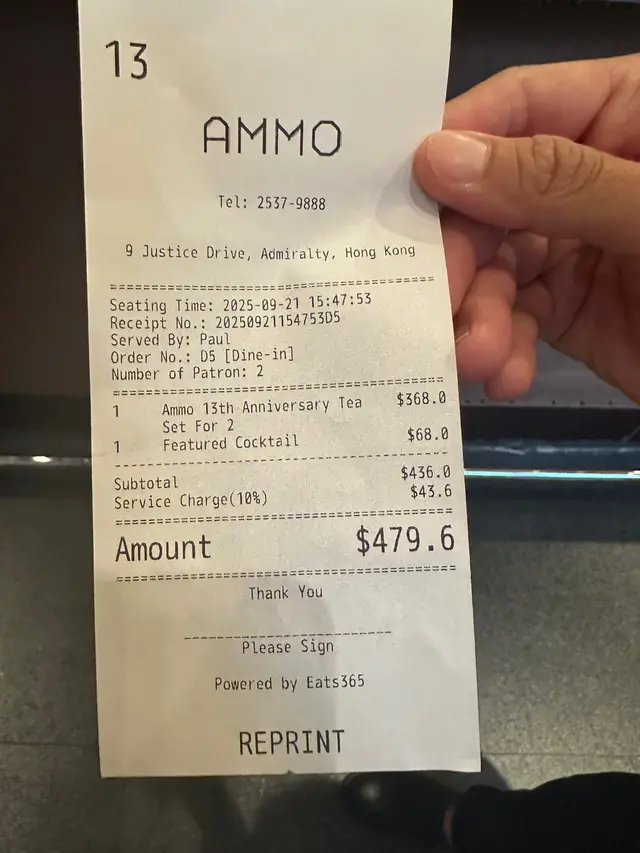 13
AMMO
Tel: 2537-9888
9 Justice Drive, Admiralty, Hong Kong
Seating Time: 2025-09-21 15:47:53
Receipt No.: 20250921154753D5
Served By: Paul
Order No.: D5 [Dine-in]
Number of Patron: 2
1 Ammo 13th Anniversary Tea $368.0
Set For 2
1 Featured Cocktail $68.0
Subtotal $436.0
Service Charge(10%) $43.6
Amount $479.6
Thank You
Please Sign
Powered by Eats365
REPRINT